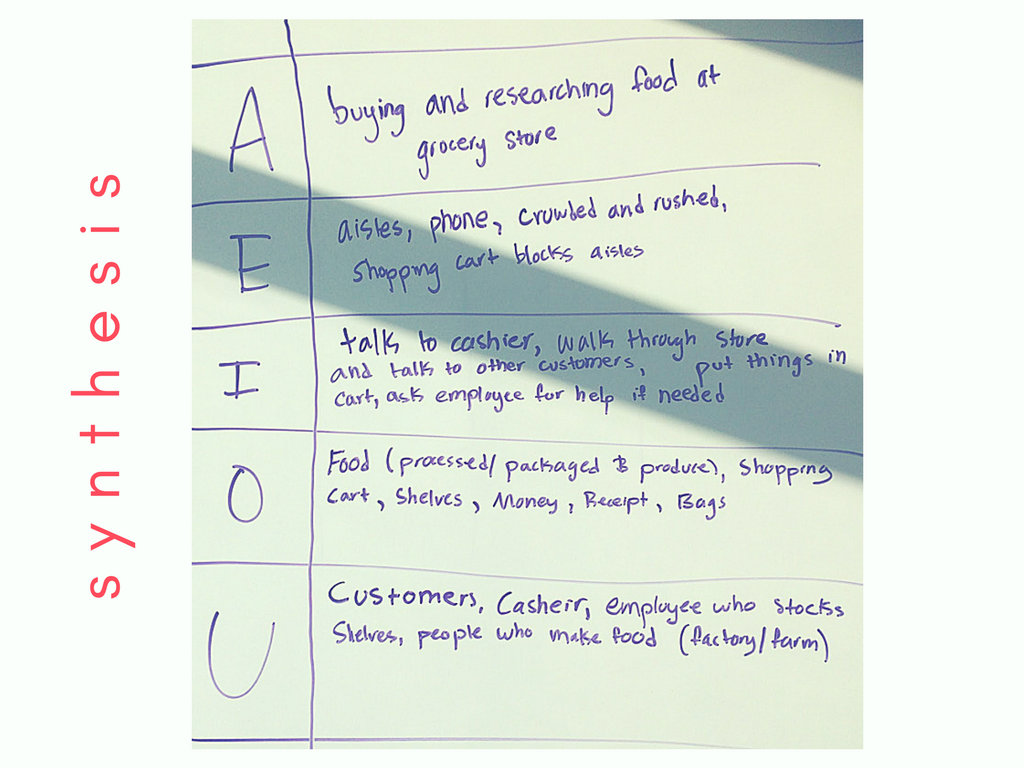 synthesis
A
buying and researching food at
grocery store
E
aisles, phone, crowded and rushed,
shopping cart blocks aisles
I
talks to cashier, walks through store
and talks to other customers, put things in
cart, ask employee for help if needed
O
Food (processed/packaged & produce), Shopping
Cart, Shelves, Money, Receipt, Bags
U
Customers, Casheir, employee who stocks
Shelves, people who make food (factory/farm)